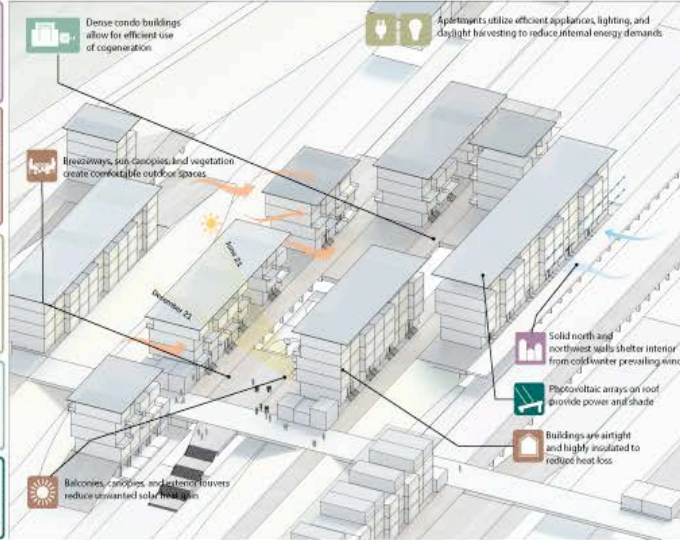 Dense condo buildings
allow for efficient use
of cogeneration
Apartments utilize efficient appliances, lighting, and
daylight harvesting to reduce internal energy demands
Breezeways, sun canopies, and vegetation
create comfortable outdoor spaces
June 21
December 21
Solid north and
northwest walls shelter interior
from cold winter prevailing wind
Photovoltaic arrays on roof
provide power and shade
Buildings are airtight
and highly insulated to
reduce heat loss
Balconies, canopies, and exterior louvers
reduce unwanted solar heat gain